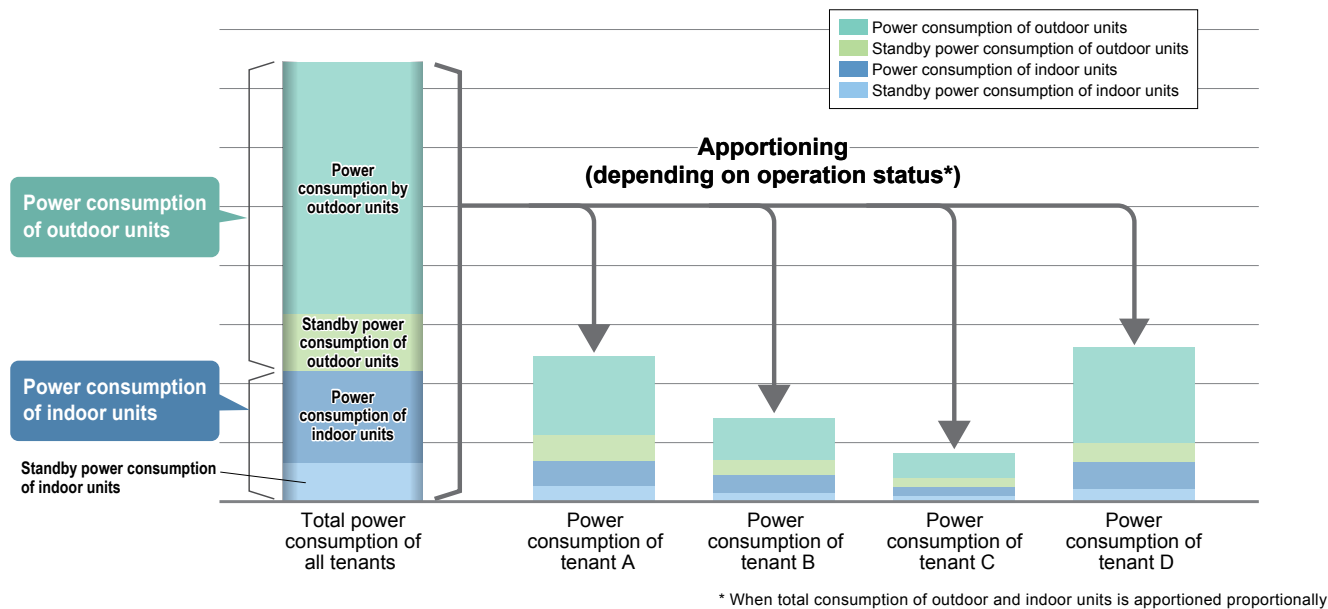 Power consumption of outdoor units
Standby power consumption of outdoor units
Power consumption of indoor units
Standby power consumption of indoor units
Apportioning
(depending on operation status*)
Power consumption
of outdoor units
Power consumption
of indoor units
Standby power consumption
of indoor units
Power
consumption by
outdoor units
Standby power
consumption of
outdoor units
Power
consumption of
indoor units
Total power
consumption of
all tenants
Power
consumption of
tenant A
Power
consumption of
tenant B
Power
consumption of
tenant C
Power
consumption of
tenant D
* When total consumption of outdoor and indoor units is apportioned proportionally